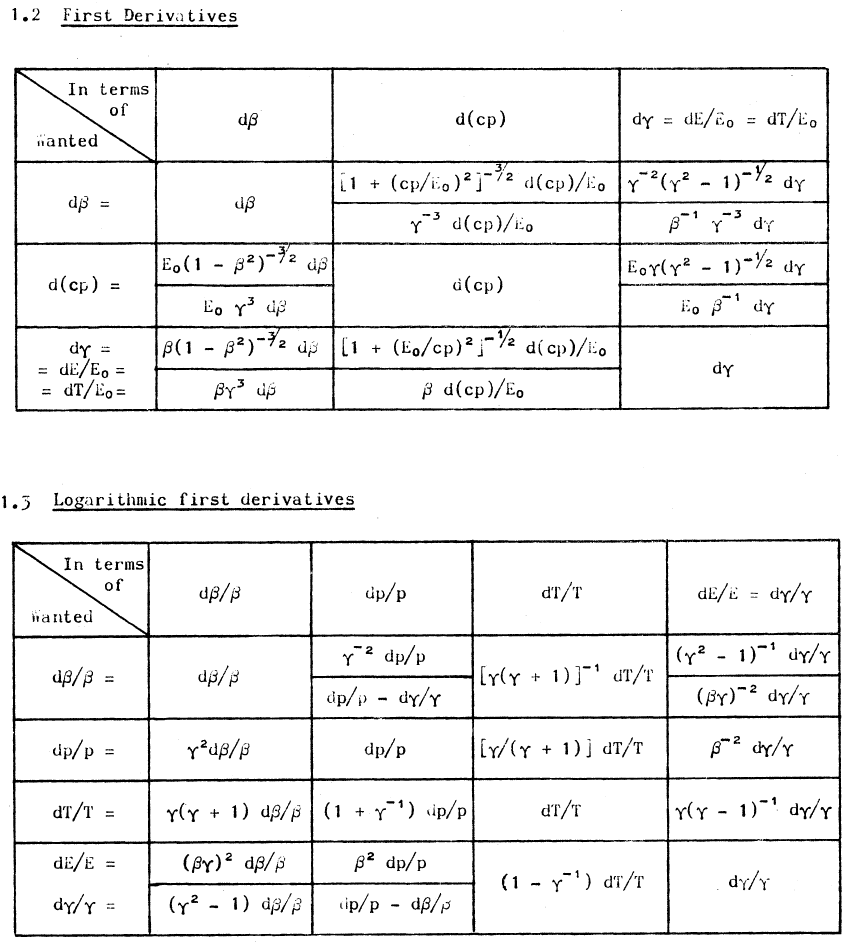 1.2 First Derivatives
In terms of
Wanted
dβ
d(cp)
dγ = dE/E₀ = dT/E₀
dβ =
dβ
[1 + (cp/E₀)²]^-3/2 d(cp)/E₀
γ⁻³ d(cp)/E₀
γ⁻²(γ² - 1)^-1/2 dγ
β⁻¹ γ⁻³ dγ
d(cp) =
E₀(1 - β²)^-3/2 dβ
E₀ γ³ dβ
d(cp)
E₀γ(γ² - 1)^-1/2 dγ
E₀ β⁻¹ dγ
dγ =
= dE/E₀ =
= dT/E₀=
β(1 - β²)^-3/2 dβ
βγ³ dβ
[1 + (E₀/cp)²]^-1/2 d(cp)/E₀
β d(cp)/E₀
dγ
1.3 Logarithmic first derivatives
In terms of
Wanted
dβ/β
dp/p
dT/T
dE/E = dγ/γ
dβ/β =
dβ/β
γ⁻² dp/p
dp/p - dγ/γ
[γ(γ + 1)]⁻¹ dT/T
(γ² - 1)⁻¹ dγ/γ
(βγ)⁻² dγ/γ
dp/p =
γ²dβ/β
dp/p
[γ/(γ + 1)] dT/T
β⁻² dγ/γ
dT/T =
γ(γ + 1) dβ/β
(1 + γ⁻¹) dp/p
dT/T
γ(γ - 1)⁻¹ dγ/γ
dE/E =
dγ/γ =
(βγ)² dβ/β
(γ² - 1) dβ/β
β² dp/p
dp/p - dβ/β
(1 - γ⁻¹) dT/T
dγ/γ